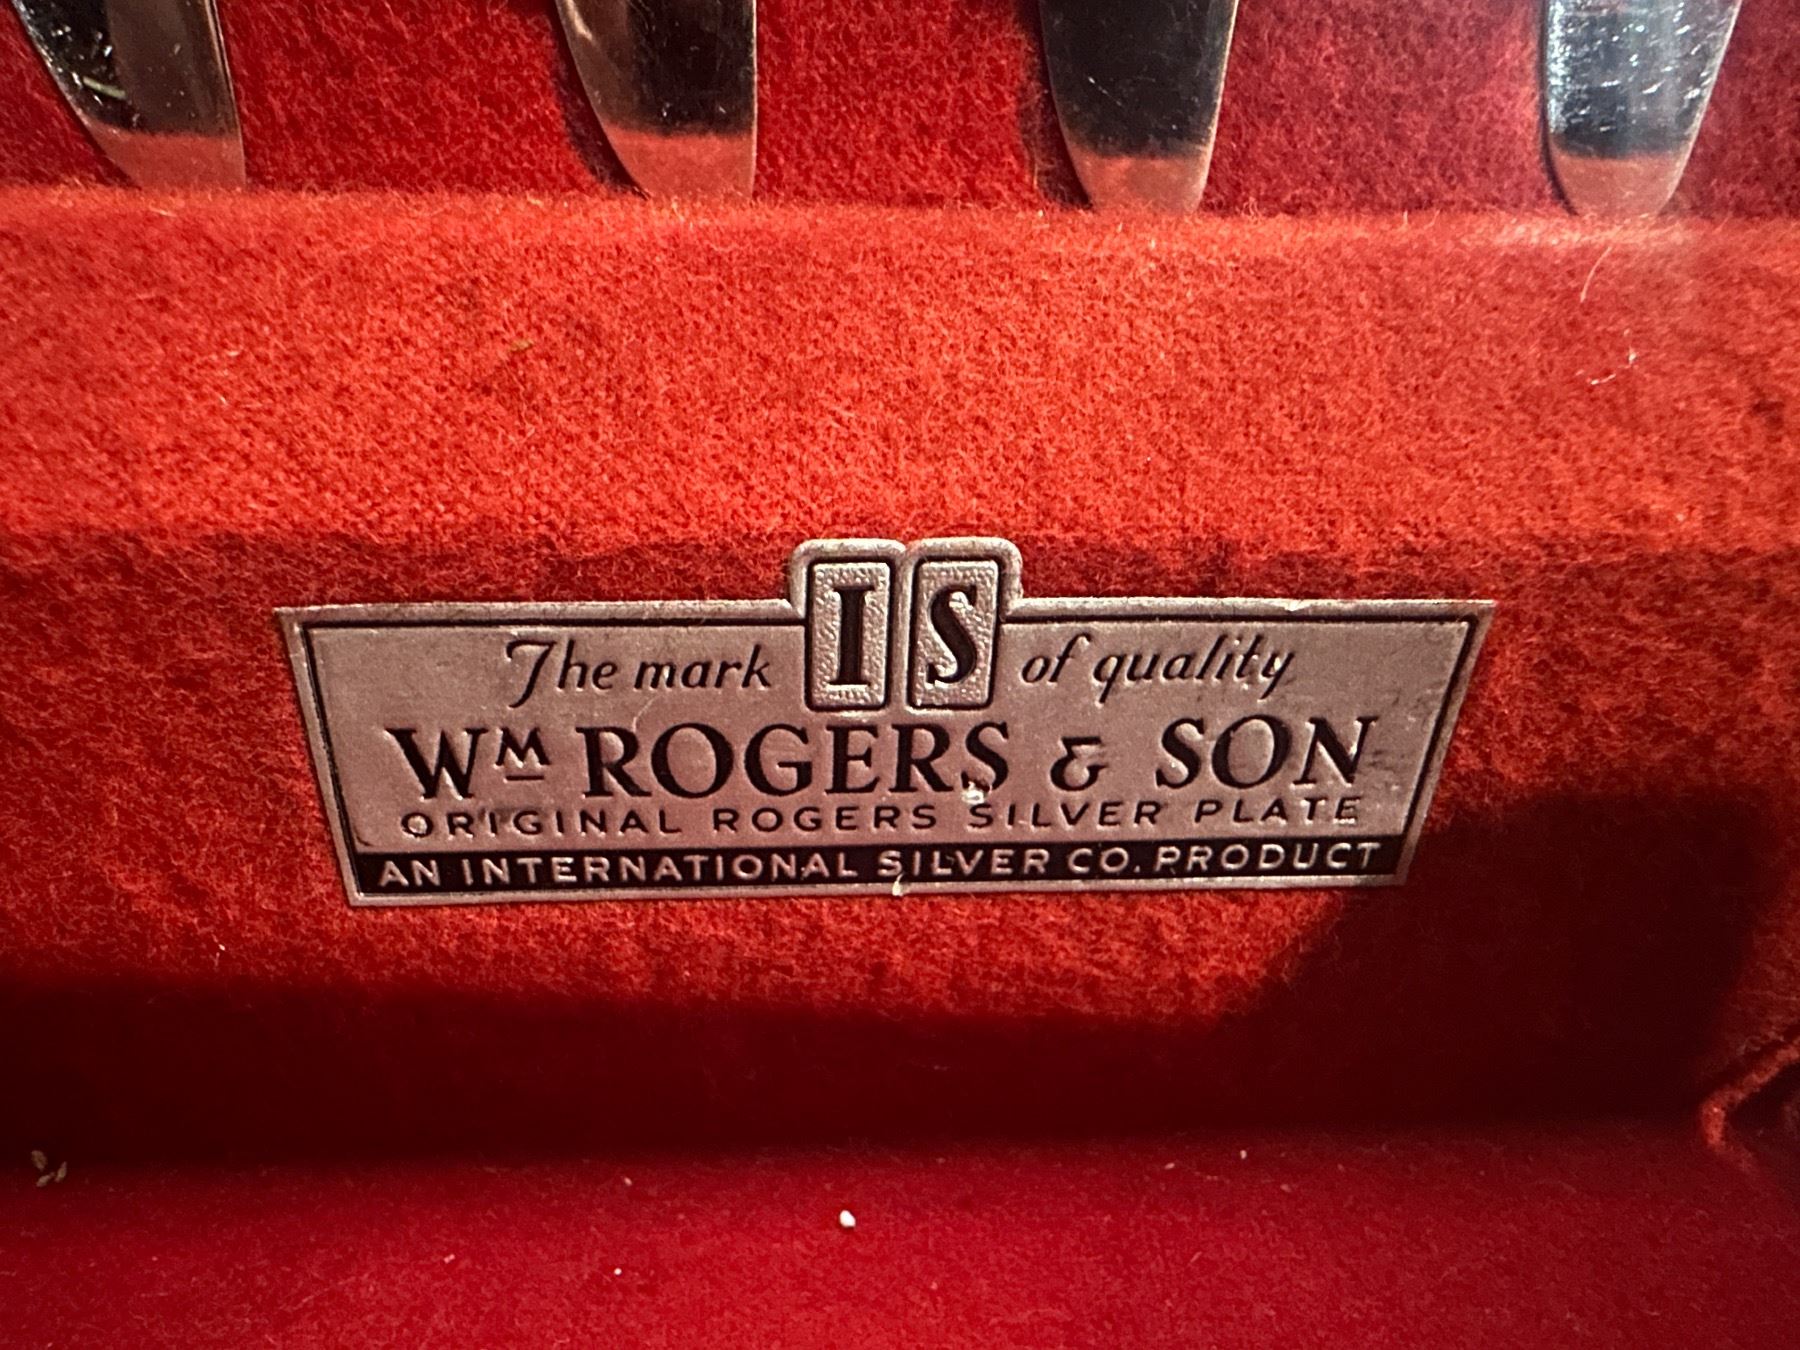 The mark IS of quality
WM ROGERS & SON
ORIGINAL ROGERS SILVER PLATE
AN INTERNATIONAL SILVER CO. PRODUCT